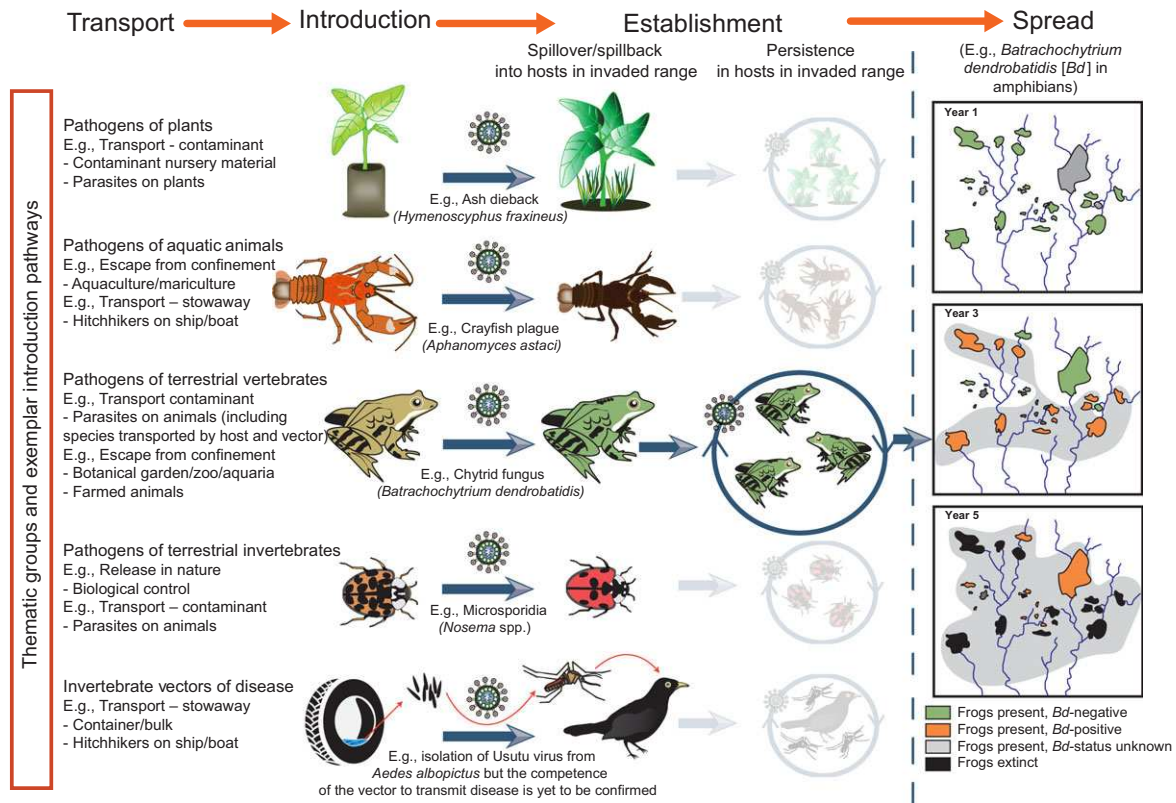 Transport
Introduction
Establishment
Spread
Spillover/spillback
into hosts in invaded range
Persistence
in hosts in invaded range
(E.g., Batrachochytrium
dendrobatidis [Bd] in
amphibians)
Thematic groups and exemplar introduction pathways
Pathogens of plants
E.g., Transport - contaminant
- Contaminant nursery material
- Parasites on plants
E.g., Ash dieback
(Hymenoscyphus fraxineus)
Pathogens of aquatic animals
E.g., Escape from confinement
- Aquaculture/mariculture
E.g., Transport – stowaway
- Hitchhikers on ship/boat
E.g., Crayfish plague
(Aphanomyces astaci)
Pathogens of terrestrial vertebrates
E.g., Transport contaminant
- Parasites on animals (including
species transported by host and vector)
E.g., Escape from confinement
- Botanical garden/zoo/aquaria
- Farmed animals
E.g., Chytrid fungus
(Batrachochytrium dendrobatidis)
Pathogens of terrestrial invertebrates
E.g., Release in nature
- Biological control
E.g., Transport – contaminant
- Parasites on animals
E.g., Microsporidia
(Nosema spp.)
Invertebrate vectors of disease
E.g., Transport – stowaway
- Container/bulk
- Hitchhikers on ship/boat
E.g., isolation of Usutu virus from
Aedes albopictus but the competence
of the vector to transmit disease is yet to be confirmed
Year 1
Year 3
Year 5
Frogs present, Bd-negative
Frogs present, Bd-positive
Frogs present, Bd-status unknown
Frogs extinct